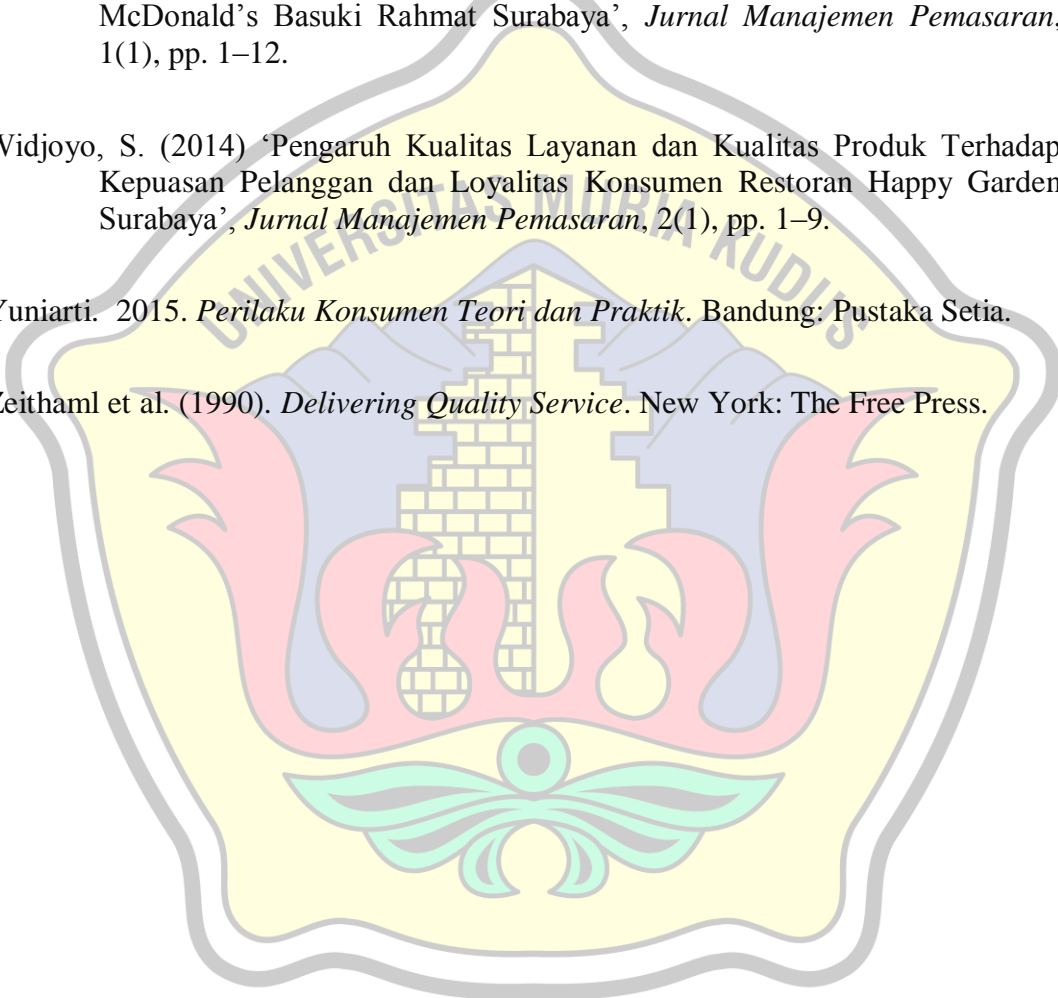 McDonald’s Basuki Rahmat Surabaya’, Jurnal Manajemen Pemasaran,
1(1), pp. 1–12.
Widjoyo, S. (2014) ‘Pengaruh Kualitas Layanan dan Kualitas Produk Terhadap
Kepuasan Pelanggan dan Loyalitas Konsumen Restoran Happy Garden
Surabaya’, Jurnal Manajemen Pemasaran, 2(1), pp. 1–9.
UNIVERSITAS MURIA KUDUS
Yuniarti. 2015. Perilaku Konsumen Teori dan Praktik. Bandung: Pustaka Setia.
Zeithaml et al. (1990). Delivering Quality Service. New York: The Free Press.